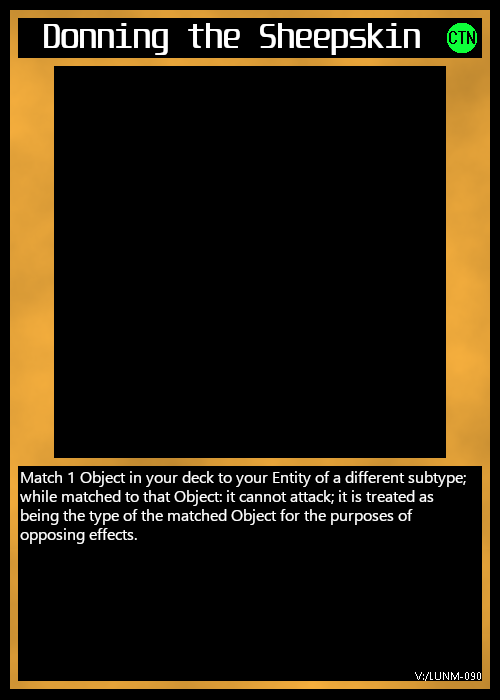 Donning the Sheepskin
CTN
Match 1 Object in your deck to your Entity of a different subtype;
while matched to that Object: it cannot attack; it is treated as
being the type of the matched Object for the purposes of
opposing effects.
V:/LUNM-090